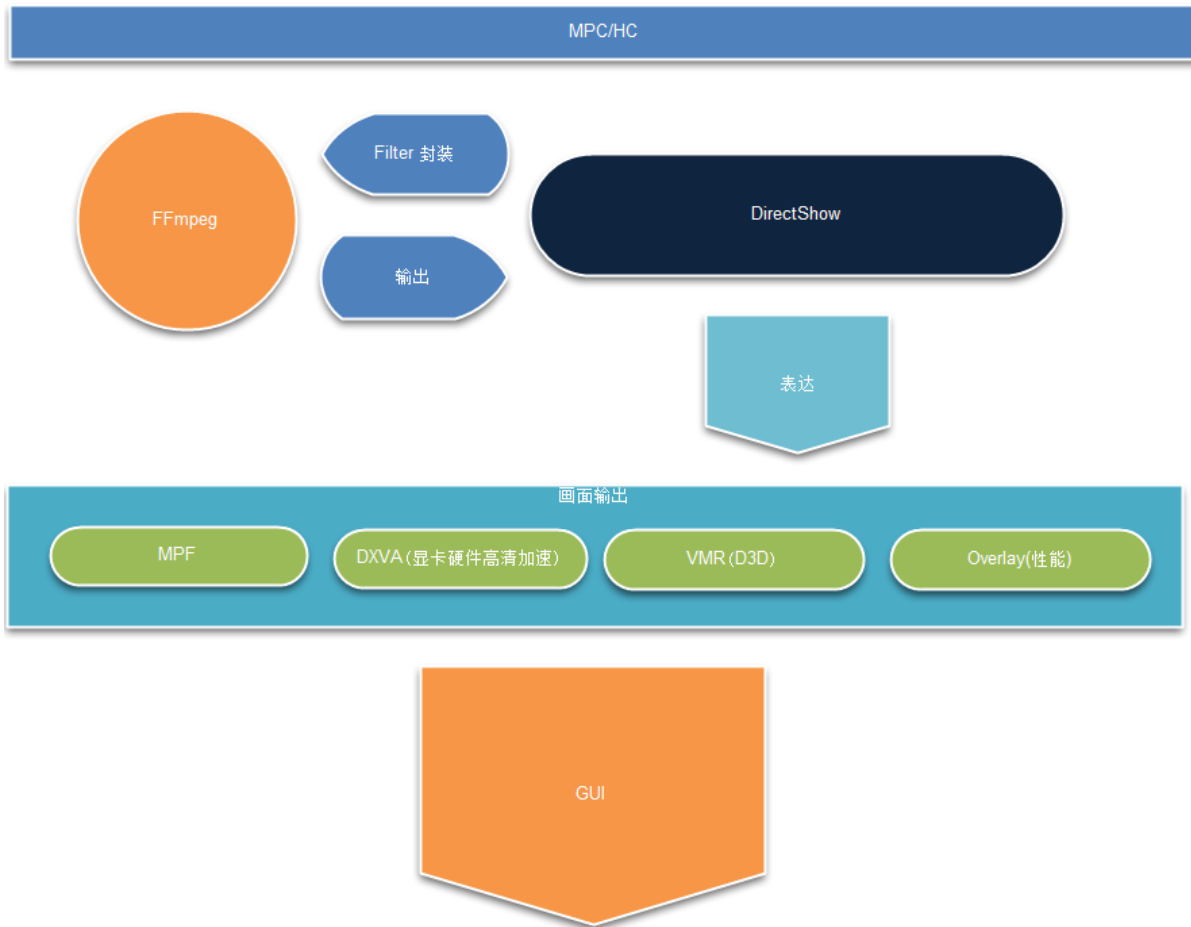 MPC/HC
FFmpeg
Filter 封装
输出
DirectShow
表达
画面输出
MPF
DXVA(显卡硬件高清加速)
VMR(D3D)
Overlay(性能)
GUI